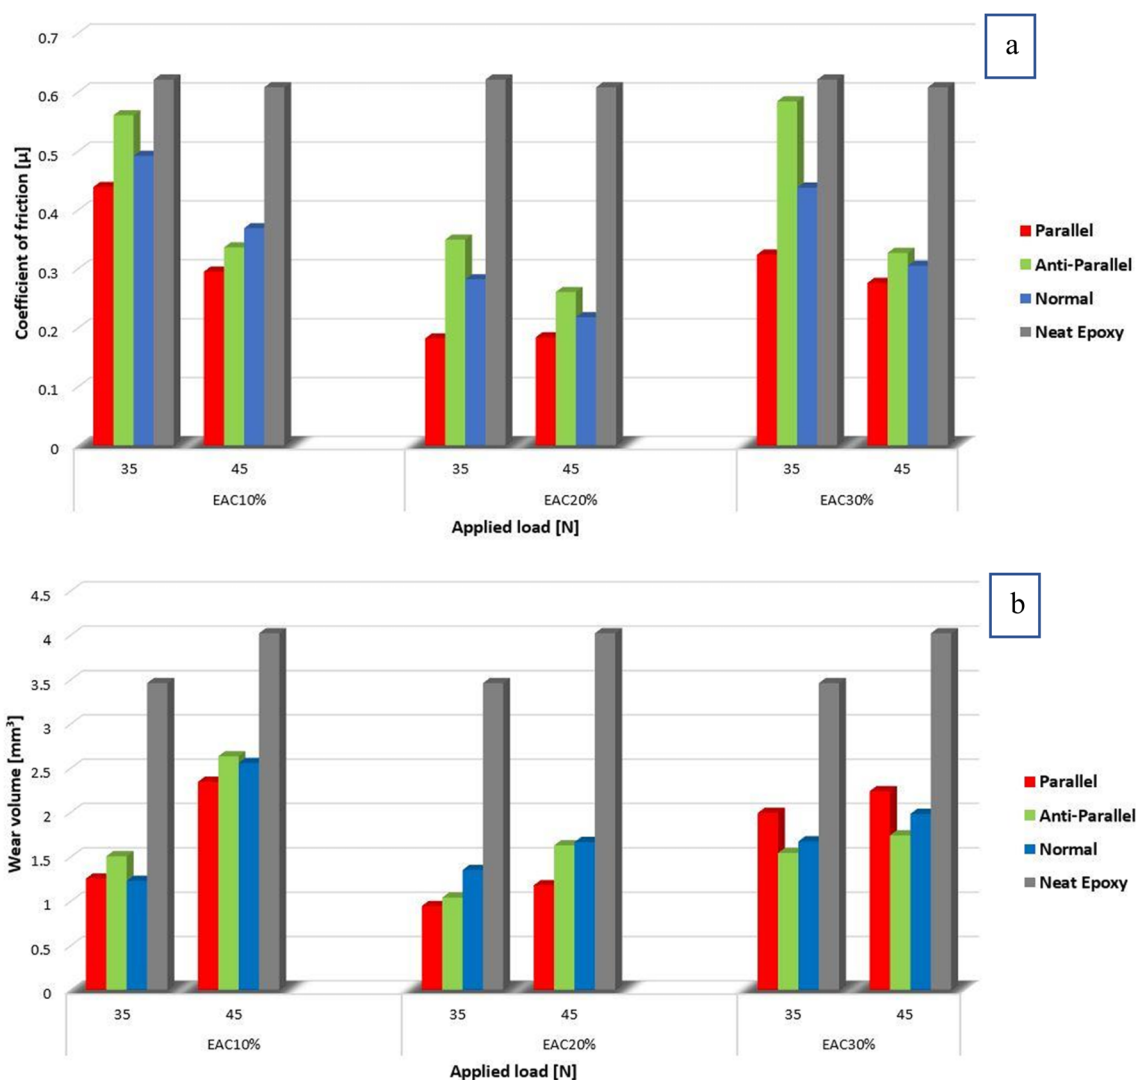 a
0.7
0.6
0.5
0.4
0.3
0.2
0.1
0
Coefficient of friction [µ]
35 45 35 45 35 45
EAC10% EAC20% EAC30%
Applied load [N]
Parallel
Anti-Parallel
Normal
Neat Epoxy
b
4.5
4
3.5
3
2.5
2
1.5
1
0.5
0
Wear volume [mm³]
35 45 35 45 35 45
EAC10% EAC20% EAC30%
Applied load [N]
Parallel
Anti-Parallel
Normal
Neat Epoxy